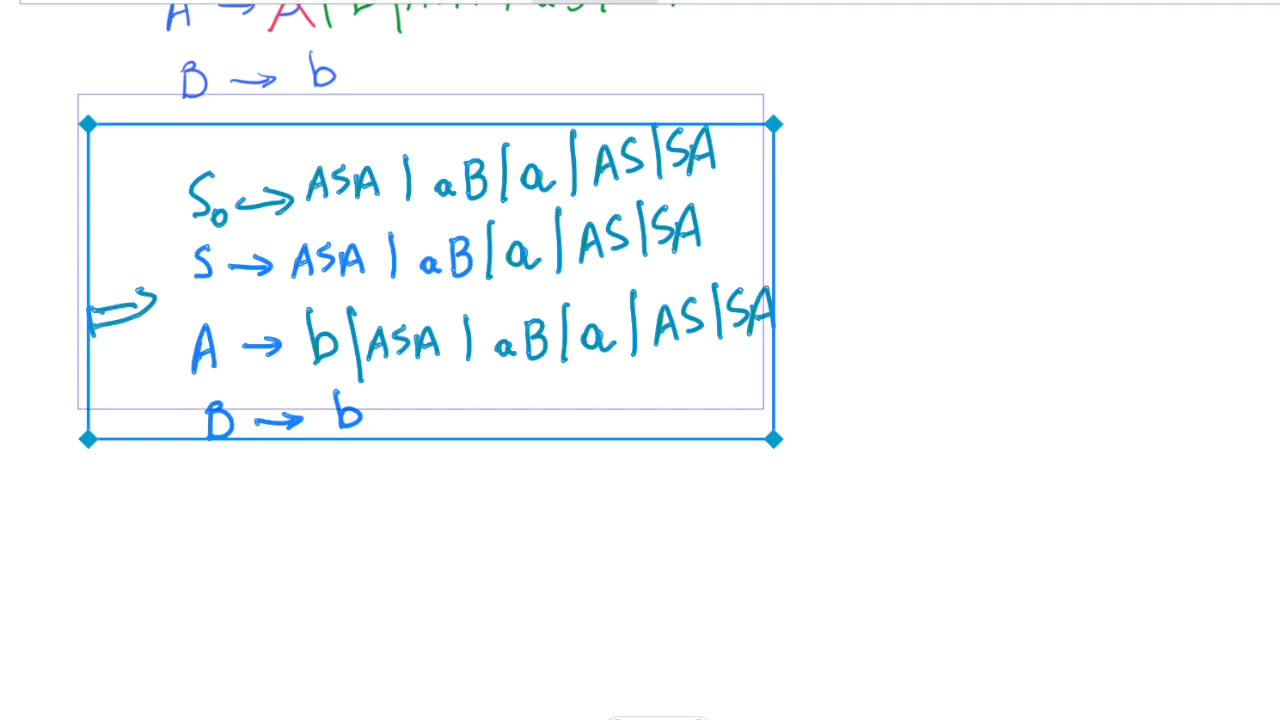 B → b
S₀ → ASA | aB | a | AS | SA
S → ASA | aB | a | AS | SA
⇒
A → b | ASA | aB | a | AS | SA
B → b